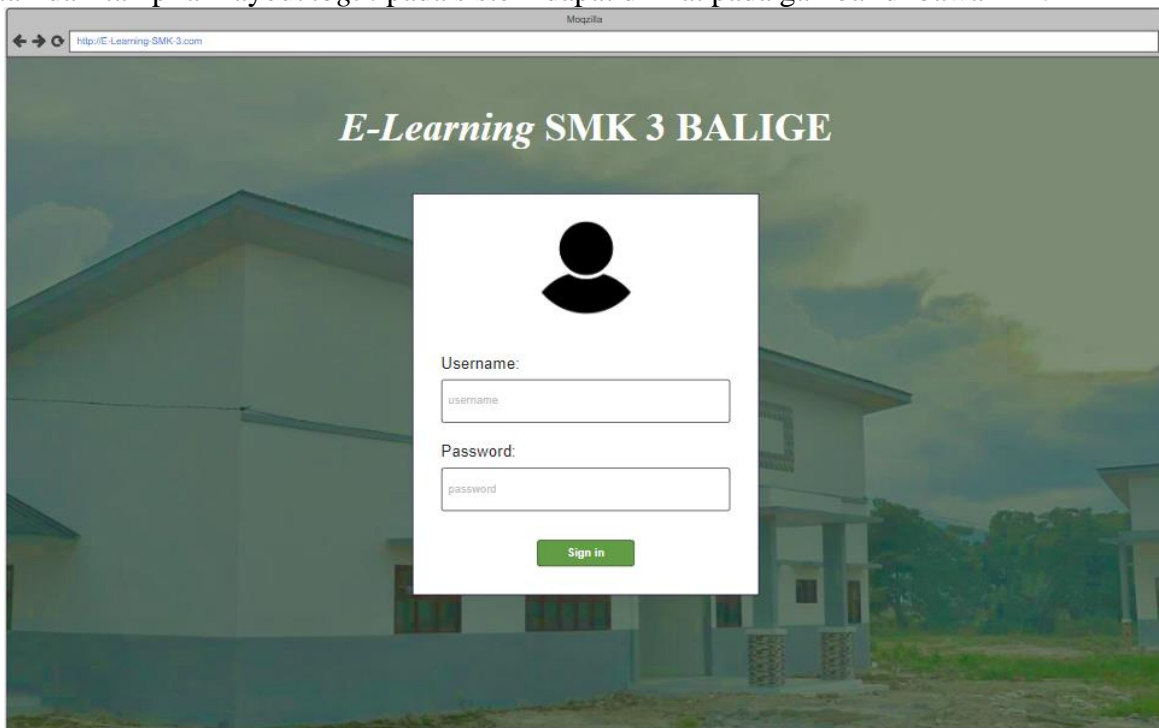 Moqzilla
http://E-Learning-SMK-3.com
E-Learning SMK 3 BALIGE
Username:
username
Password:
password
Sign in